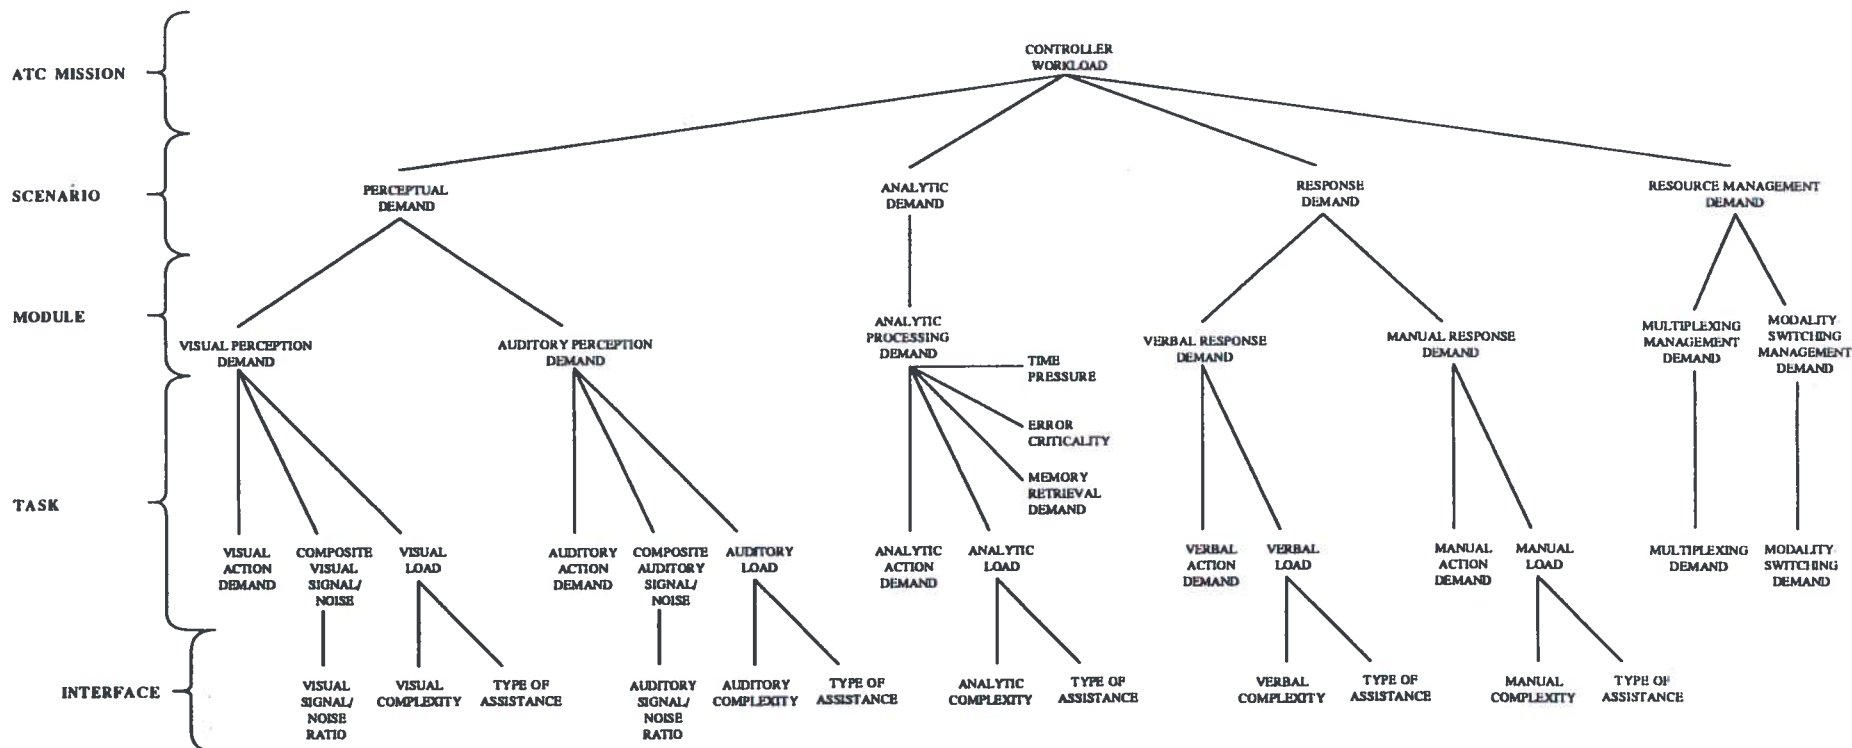 CONTROLLER
WORKLOAD
ATC MISSION
SCENARIO
PERCEPTUAL
DEMAND
ANALYTIC
DEMAND
RESPONSE
DEMAND
RESOURCE MANAGEMENT
DEMAND
MODULE
VISUAL PERCEPTION
DEMAND
AUDITORY PERCEPTION
DEMAND
ANALYTIC
PROCESSING
DEMAND
VERBAL RESPONSE
DEMAND
MANUAL RESPONSE
DEMAND
MULTIPLEXING
MANAGEMENT
DEMAND
MODALITY
SWITCHING
MANAGEMENT
DEMAND
TIME
PRESSURE
ERROR
CRITICALITY
MEMORY
RETRIEVAL
DEMAND
TASK
VISUAL
ACTION
DEMAND
COMPOSITE
VISUAL
SIGNAL/
NOISE
VISUAL
LOAD
AUDITORY
ACTION
DEMAND
COMPOSITE
AUDITORY
SIGNAL/
NOISE
AUDITORY
LOAD
ANALYTIC
ACTION
DEMAND
ANALYTIC
LOAD
VERBAL
ACTION
DEMAND
VERBAL
LOAD
MANUAL
ACTION
DEMAND
MANUAL
LOAD
MULTIPLEXING
DEMAND
MODALITY
SWITCHING
DEMAND
INTERFACE
VISUAL
SIGNAL/
NOISE
RATIO
VISUAL
COMPLEXITY
TYPE OF
ASSISTANCE
AUDITORY
SIGNAL/
NOISE
RATIO
AUDITORY
COMPLEXITY
TYPE OF
ASSISTANCE
ANALYTIC
COMPLEXITY
TYPE OF
ASSISTANCE
VERBAL
COMPLEXITY
TYPE OF
ASSISTANCE
MANUAL
COMPLEXITY
TYPE OF
ASSISTANCE